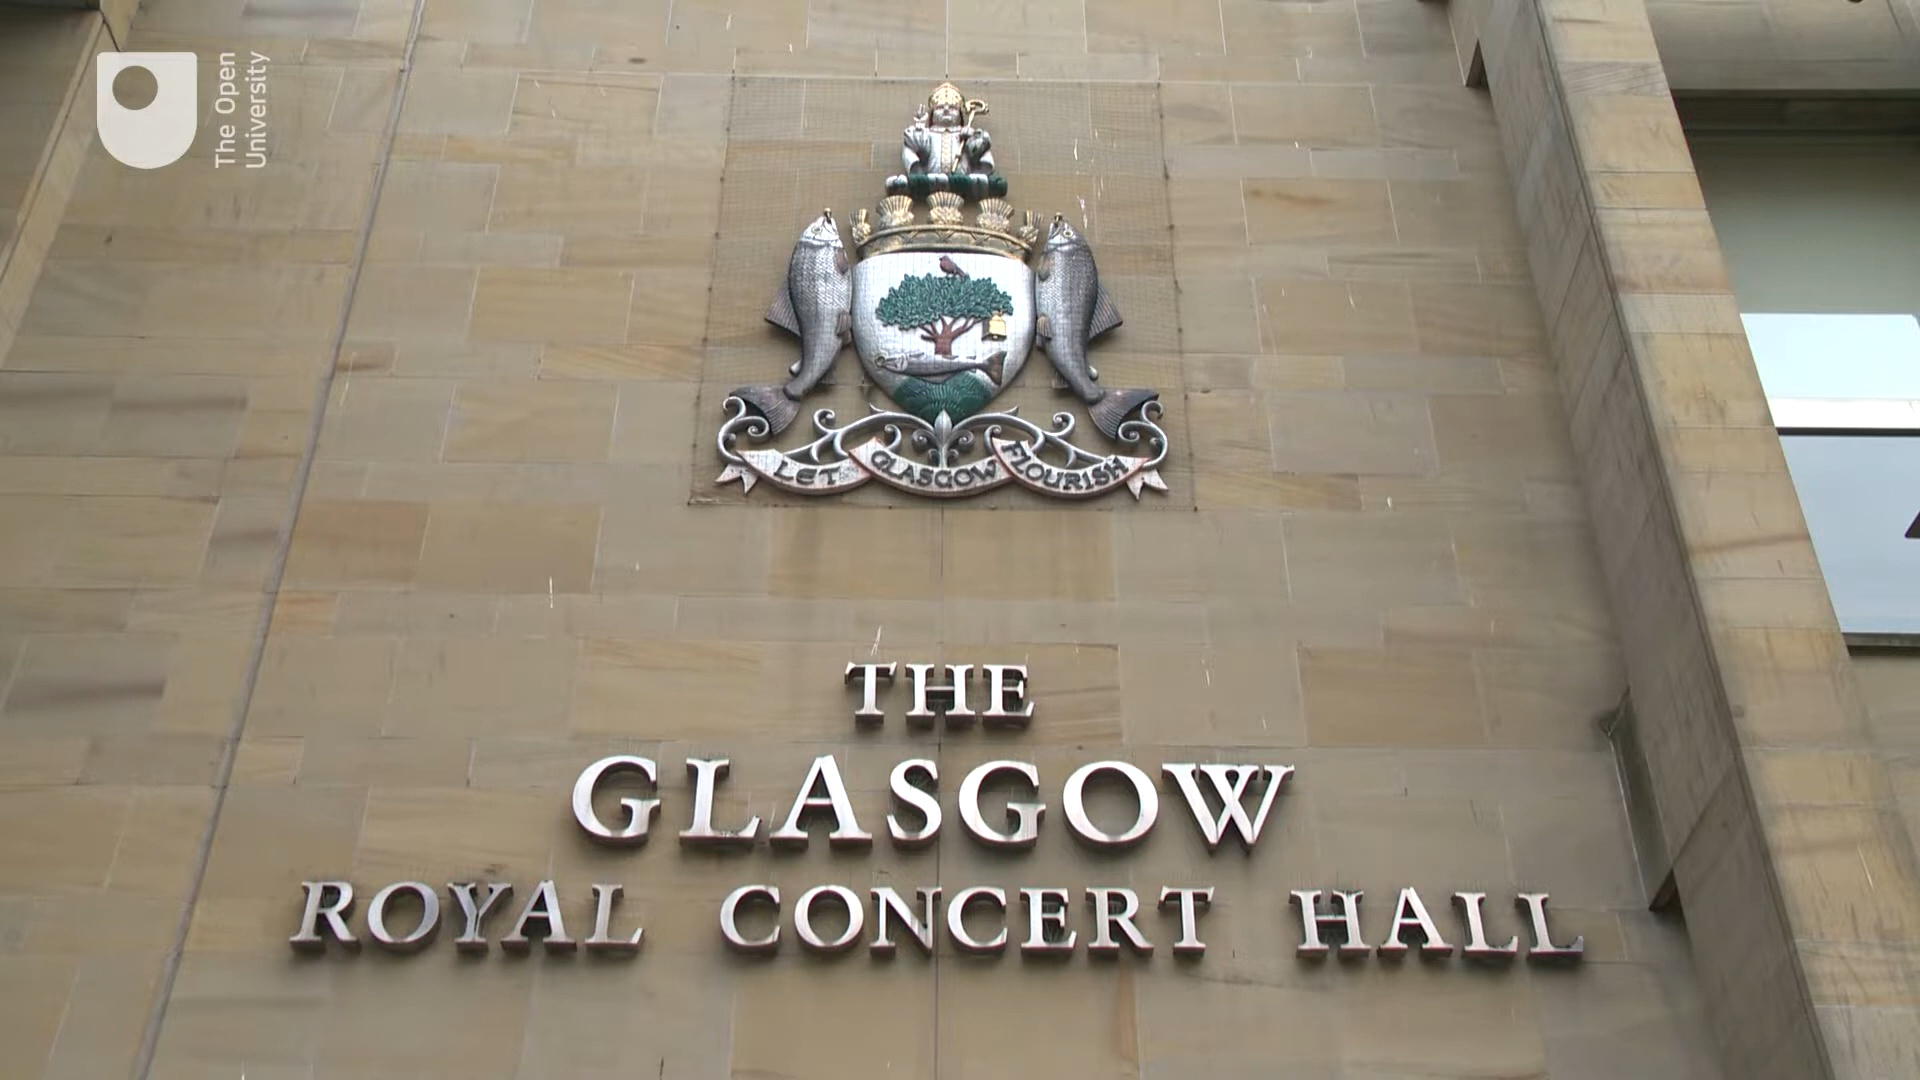 The Open
University
LET GLASGOW FLOURISH
THE
GLASGOW
ROYAL CONCERT HALL